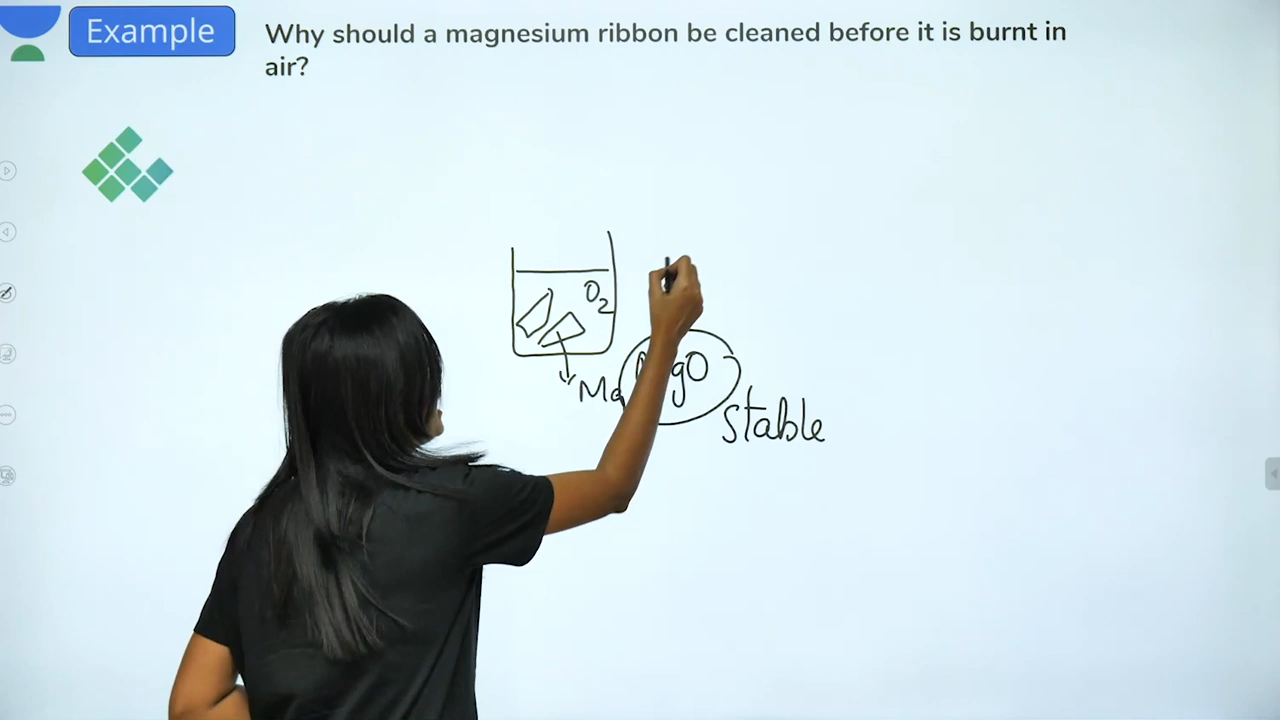 Example
Why should a magnesium ribbon be cleaned before it is burnt in
air?
O2
stable